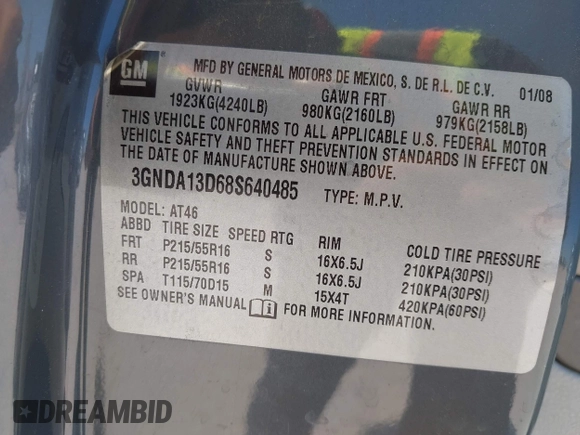 GM
MFD BY GENERAL MOTORS DE MEXICO, S. DE R.L. DE C.V. 01/08
GVWR GAWR FRT GAWR RR
1923KG(4240LB) 980KG(2160LB) 979KG(2158LB)
THIS VEHICLE CONFORMS TO ALL APPLICABLE U.S. FEDERAL MOTOR
VEHICLE SAFETY AND THEFT PREVENTION STANDARDS IN EFFECT ON
THE DATE OF MANUFACTURE SHOWN ABOVE.
3GNDA13D68S640485 TYPE: M.P.V.
MODEL: AT46
ABBD TIRE SIZE SPEED RTG RIM COLD TIRE PRESSURE
FRT P215/55R16 S 16X6.5J 210KPA(30PSI)
RR P215/55R16 S 16X6.5J 210KPA(30PSI)
SPA T115/70D15 M 15X4T 420KPA(60PSI)
SEE OWNER'S MANUAL FOR MORE INFORMATION.
DREAMBID